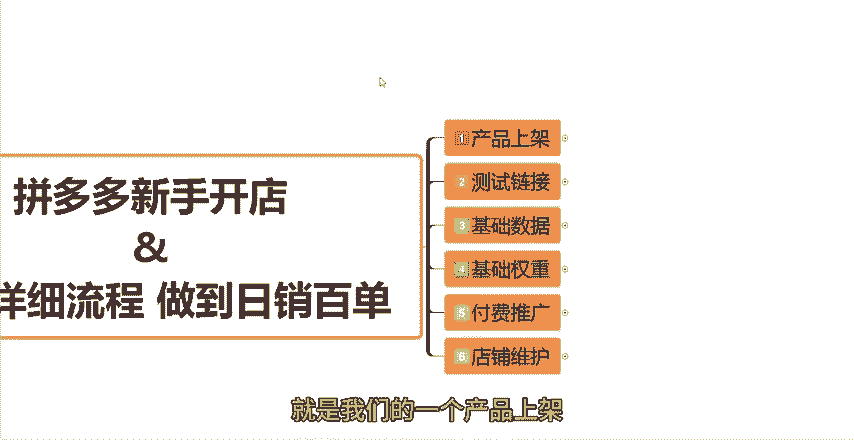 拼多多新手开店
&
详细流程 做到日销百单
1 产品上架
2 测试链接
3 基础数据
4 基础权重
5 付费推广
6 店铺维护
就是我们的一个产品上架